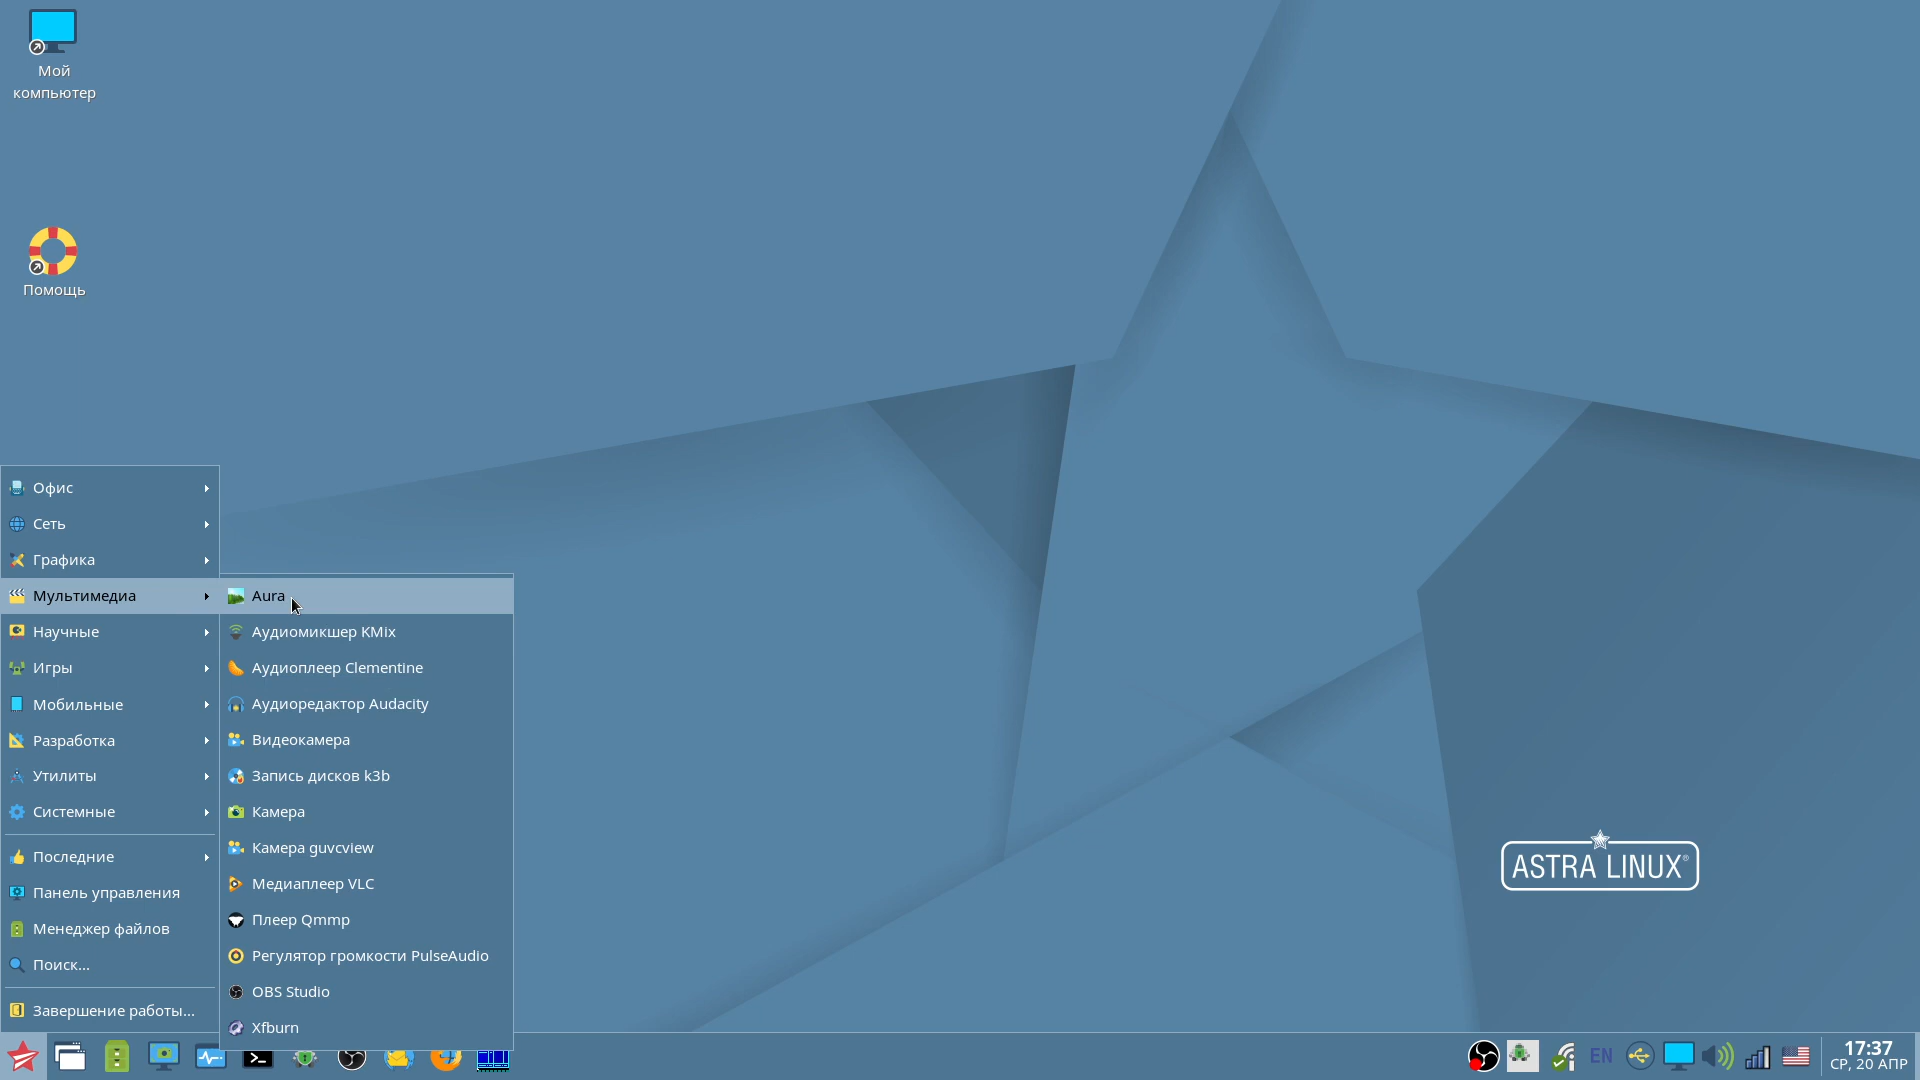 Мой
компьютер
Помощь
Офис
Сеть
Графика
Мультимедиа
Научные
Игры
Мобильные
Разработка
Утилиты
Системные
Последние
Панель управления
Менеджер файлов
Поиск...
Завершение работы...
Aura
Аудиомикшер KMix
Аудиоплеер Clementine
Аудиоредактор Audacity
Видеокамера
Запись дисков k3b
Камера
Камера guvcview
Медиаплеер VLC
Плеер Qmmp
Регулятор громкости PulseAudio
OBS Studio
Xfburn
ASTRA LINUX®
EN
17:37
СР, 20 АПР